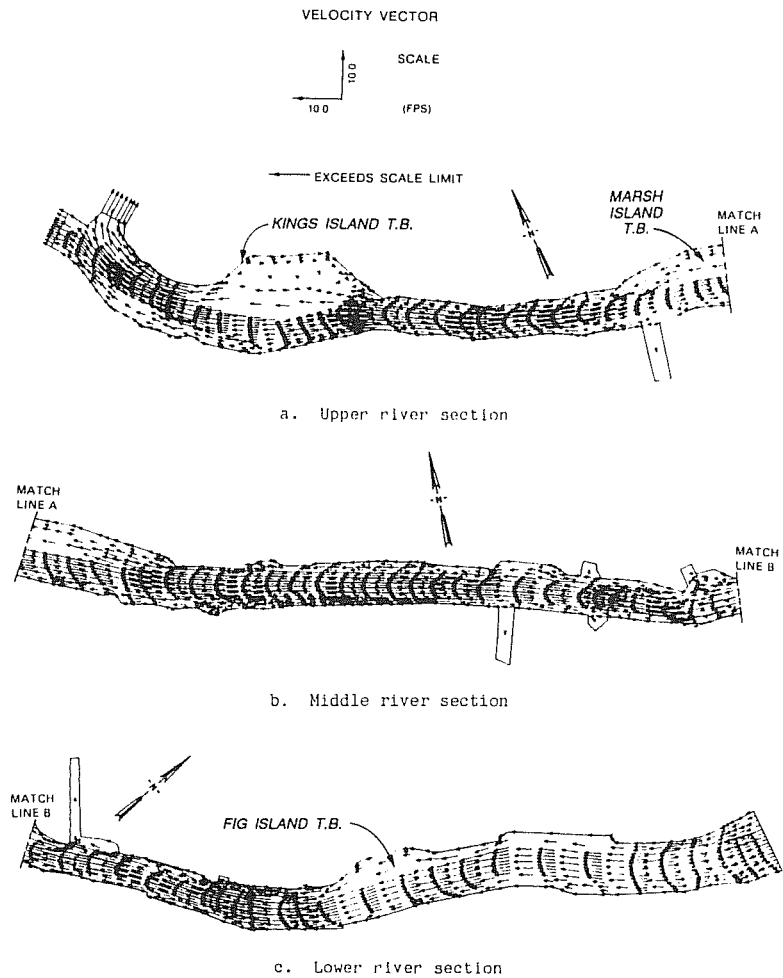 VELOCITY VECTOR
SCALE
10.0
10.0
(FPS)
EXCEEDS SCALE LIMIT
KINGS ISLAND T.B.
N
MARSH
ISLAND
T.B.
MATCH
LINE A
a. Upper river section
MATCH
LINE A
N
MATCH
LINE B
b. Middle river section
MATCH
LINE B
N
FIG ISLAND T.B.
c. Lower river section